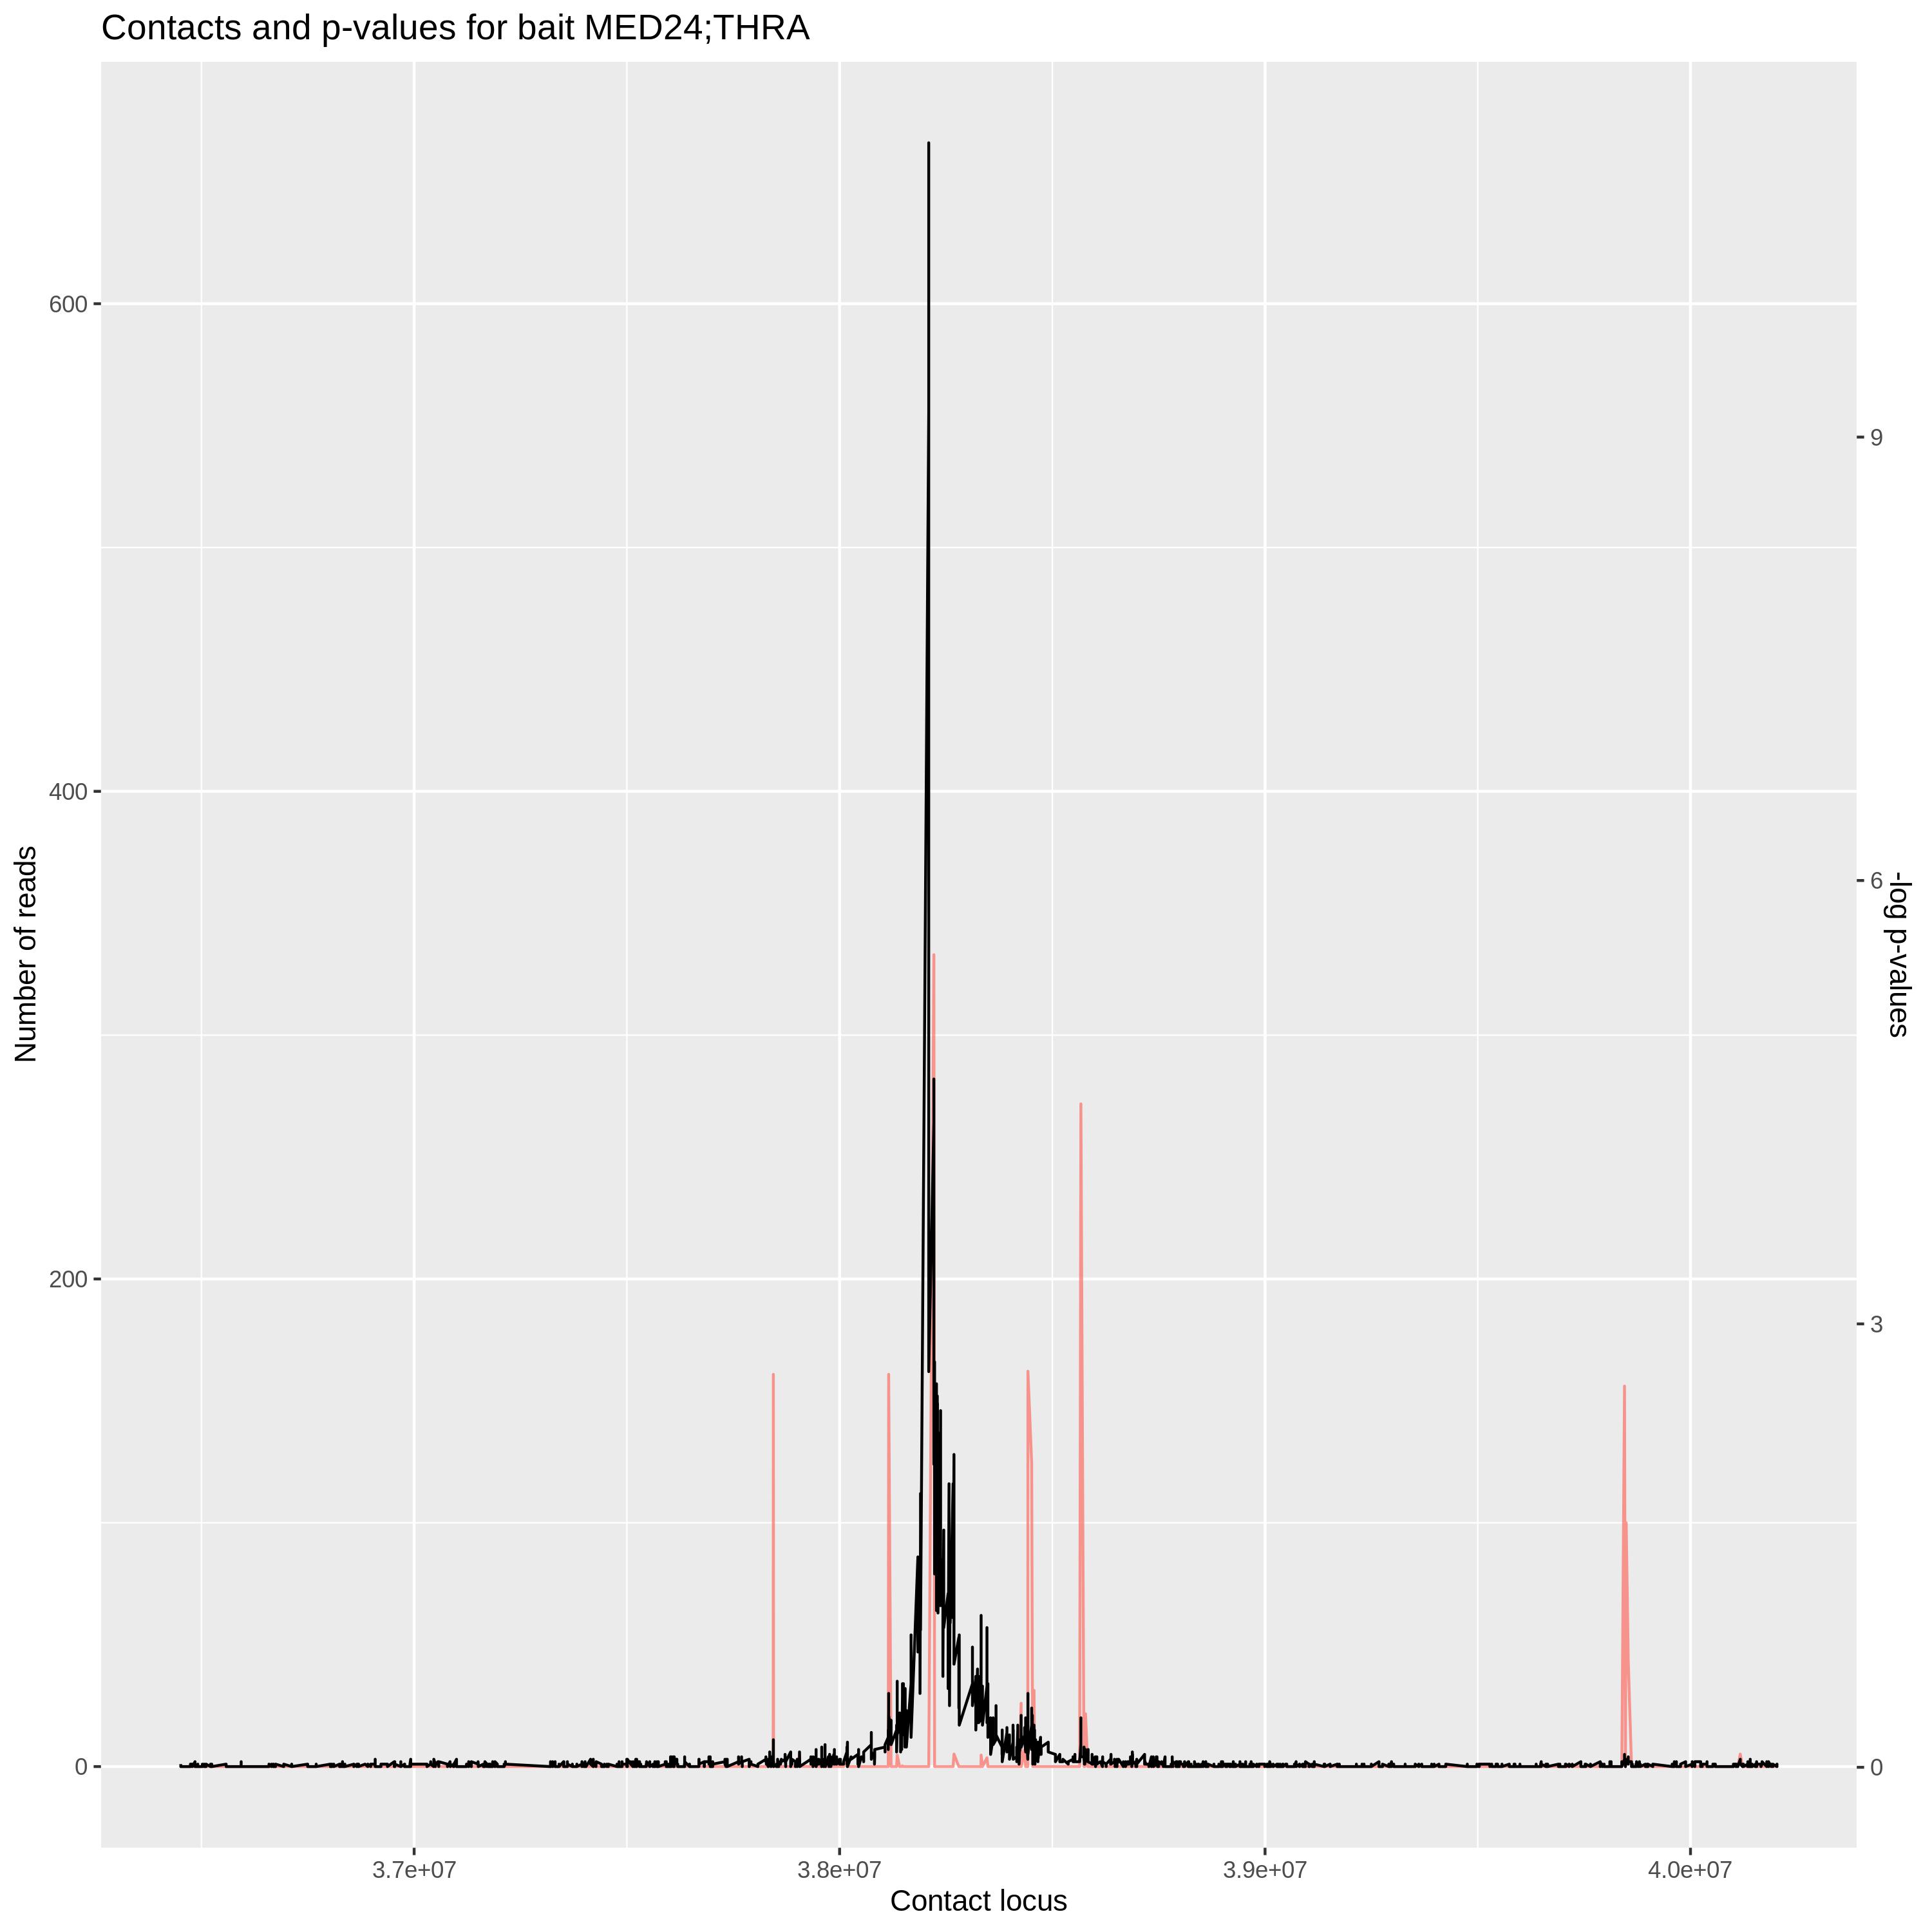 Contacts and p-values for bait MED24;THRA
600
400
200
0
Number of reads
9
6
3
0
-log p-values
3.7e+07
3.8e+07
3.9e+07
4.0e+07
Contact locus